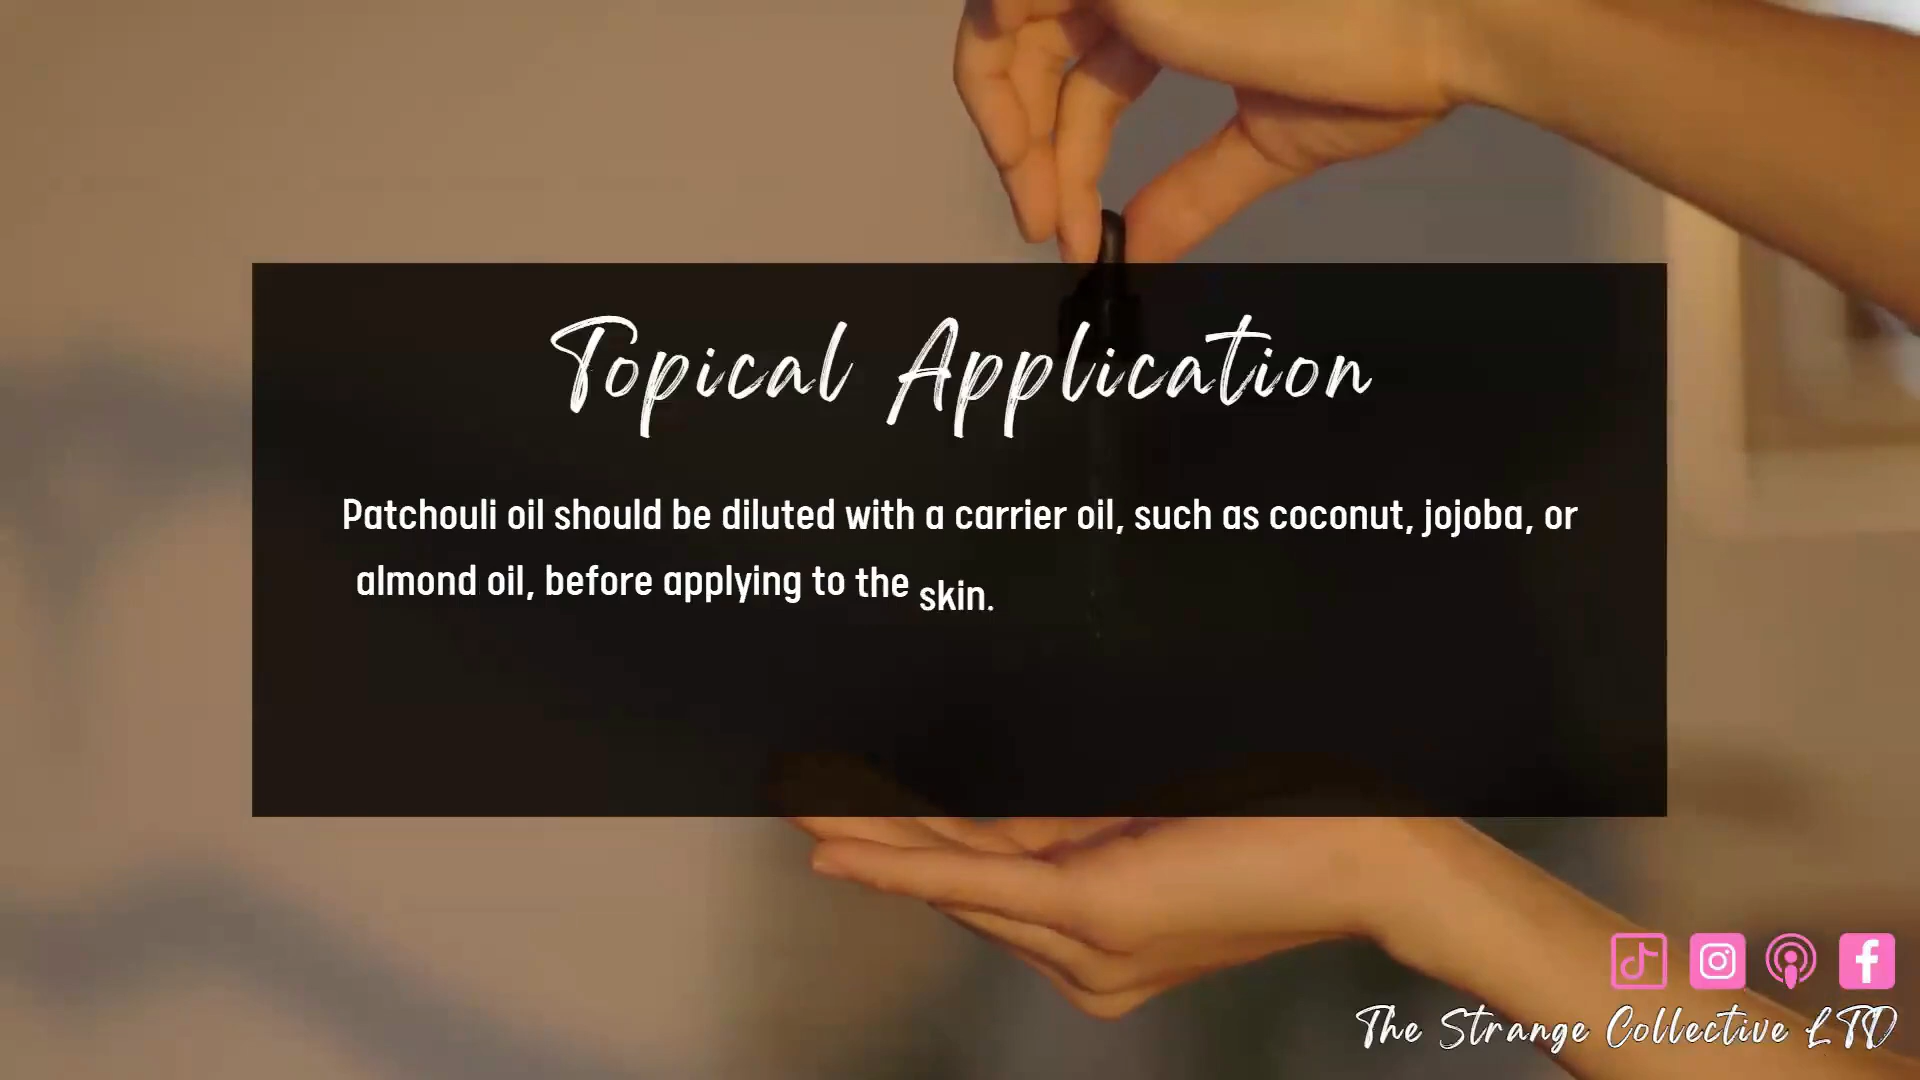 Topical Application
Patchouli oil should be diluted with a carrier oil, such as coconut, jojoba, or
almond oil, before applying to the skin.
The Strange Collective LTD